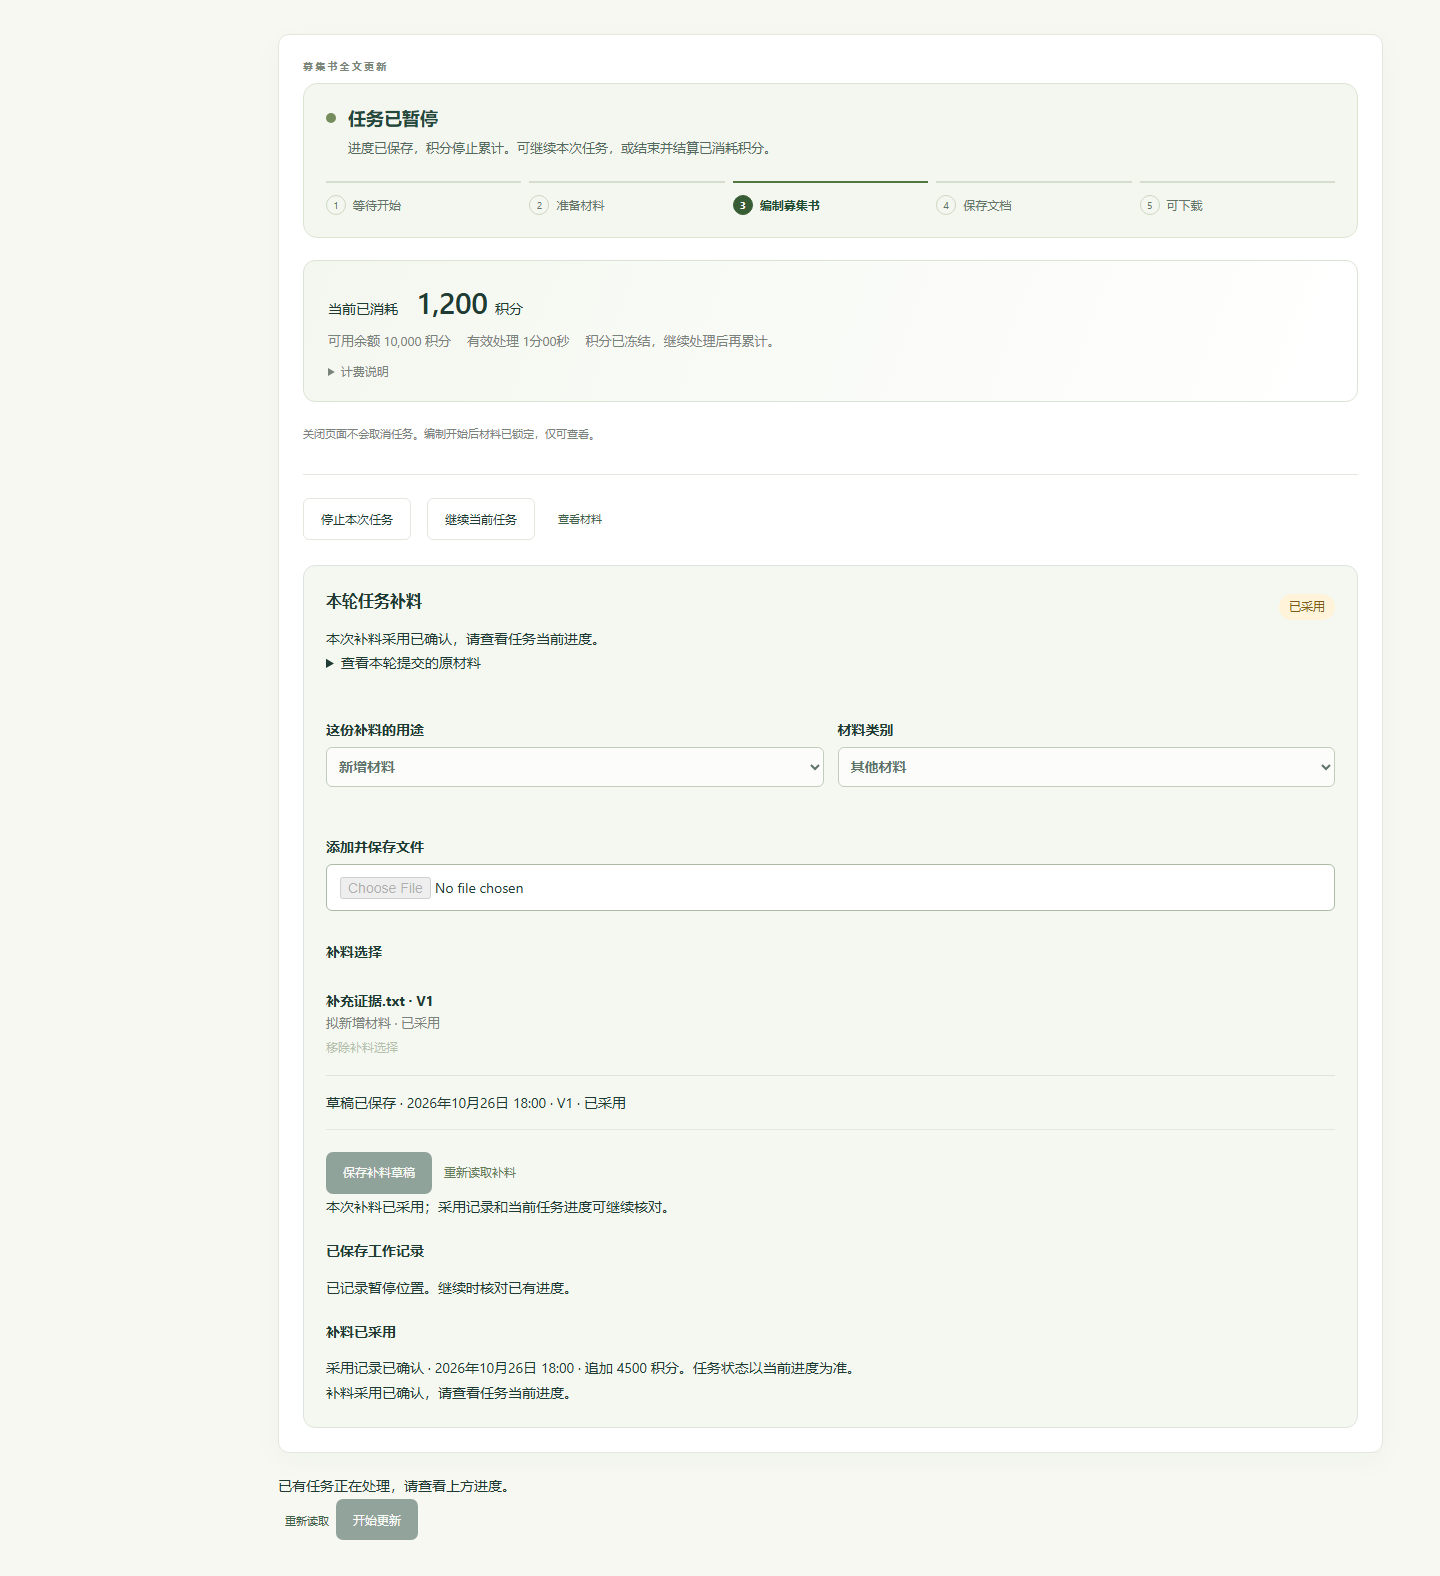 募集书全文更新
任务已暂停
进度已保存，积分停止累计。可继续本次任务，或结束并结算已消耗积分。
1 等待开始
2 准备材料
3 编制募集书
4 保存文档
5 可下载
当前已消耗 1,200 积分
可用余额 10,000 积分 有效处理 1分00秒 积分已冻结，继续处理后再累计。
▶ 计费说明
关闭页面不会取消任务。编制开始后材料已锁定，仅可查看。
停止本次任务 继续当前任务 查看材料
本轮任务补料 已采用
本次补料采用已确认，请查看任务当前进度。
▶ 查看本轮提交的原材料
这份补料的用途 材料类别
新增材料 其他材料
添加并保存文件
Choose File No file chosen
补料选择
补充证据.txt · V1
拟新增材料 · 已采用
移除补料选择
草稿已保存 · 2026年10月26日 18:00 · V1 · 已采用
保存补料草稿 重新读取补料
本次补料已采用；采用记录和当前任务进度可继续核对。
已保存工作记录
已记录暂停位置。继续时核对已有进度。
补料已采用
采用记录已确认 · 2026年10月26日 18:00 · 追加 4500 积分。任务状态以当前进度为准。
补料采用已确认，请查看任务当前进度。
已有任务正在处理，请查看上方进度。
重新读取 开始更新